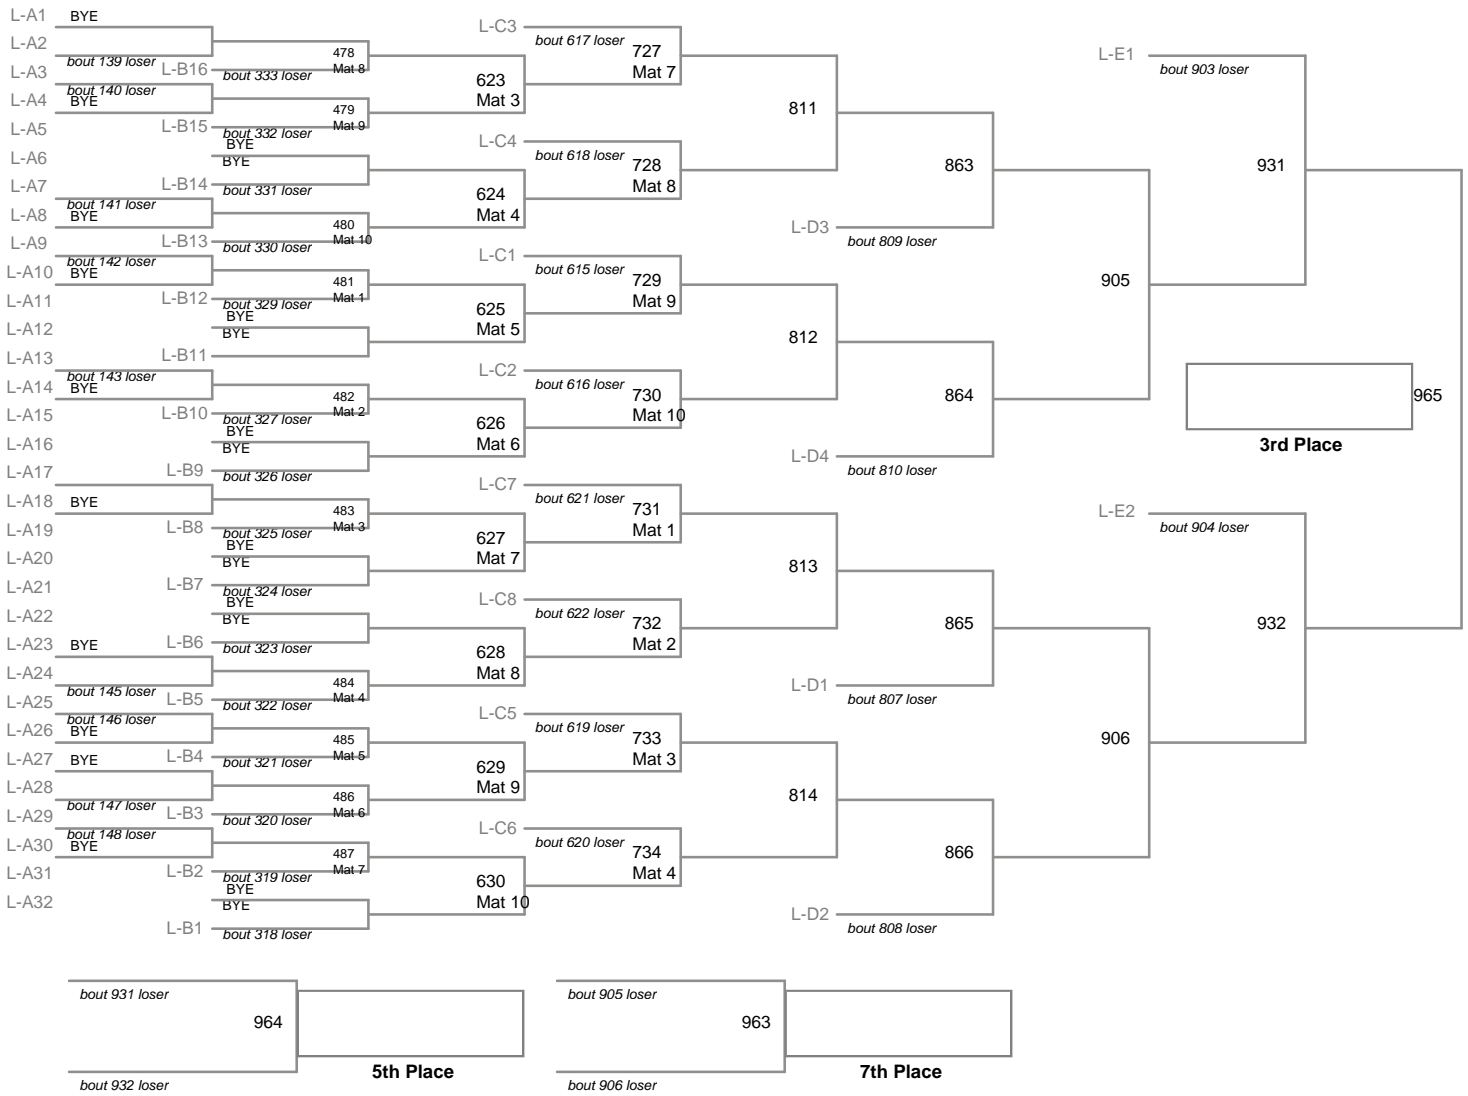 L-A1 BYE
L-A2
bout 139 loser
L-A3
bout 140 loser
L-A4 BYE
L-A5
L-A6
L-A7
bout 141 loser
L-A8 BYE
L-A9
bout 142 loser
L-A10 BYE
L-A11
L-A12
L-A13
bout 143 loser
L-A14 BYE
L-A15
L-A16
L-A17
L-A18 BYE
L-A19
L-A20
L-A21
L-A22
L-A23 BYE
L-A24
bout 145 loser
L-A25
bout 146 loser
L-A26 BYE
L-A27 BYE
L-A28
bout 147 loser
L-A29
bout 148 loser
L-A30 BYE
L-A31
L-A32
L-B16 bout 333 loser
L-B15 bout 332 loser
BYE
BYE
L-B14 bout 331 loser
L-B13 bout 330 loser
L-B12 bout 329 loser
BYE
BYE
L-B11
L-B10 bout 327 loser
BYE
BYE
L-B9 bout 326 loser
L-B8 bout 325 loser
BYE
BYE
L-B7 bout 324 loser
BYE
BYE
L-B6 bout 323 loser
L-B5 bout 322 loser
L-B4 bout 321 loser
L-B3 bout 320 loser
L-B2 bout 319 loser
BYE
BYE
L-B1 bout 318 loser
478
Mat 8
479
Mat 9
480
Mat 10
481
Mat 1
482
Mat 2
483
Mat 3
484
Mat 4
485
Mat 5
486
Mat 6
487
Mat 7
623
Mat 3
624
Mat 4
625
Mat 5
626
Mat 6
627
Mat 7
628
Mat 8
629
Mat 9
630
Mat 10
L-C3 bout 617 loser
727
Mat 7
L-C4 bout 618 loser
728
Mat 8
L-C1 bout 615 loser
729
Mat 9
L-C2 bout 616 loser
730
Mat 10
L-C7 bout 621 loser
731
Mat 1
L-C8 bout 622 loser
732
Mat 2
L-C5 bout 619 loser
733
Mat 3
L-C6 bout 620 loser
734
Mat 4
811
812
813
814
863
L-D3 bout 809 loser
864
L-D4 bout 810 loser
865
L-D1 bout 807 loser
866
L-D2 bout 808 loser
905
906
L-E1 bout 903 loser
931
L-E2 bout 904 loser
932
965
3rd Place
bout 931 loser
964
bout 932 loser
5th Place
bout 905 loser
963
bout 906 loser
7th Place